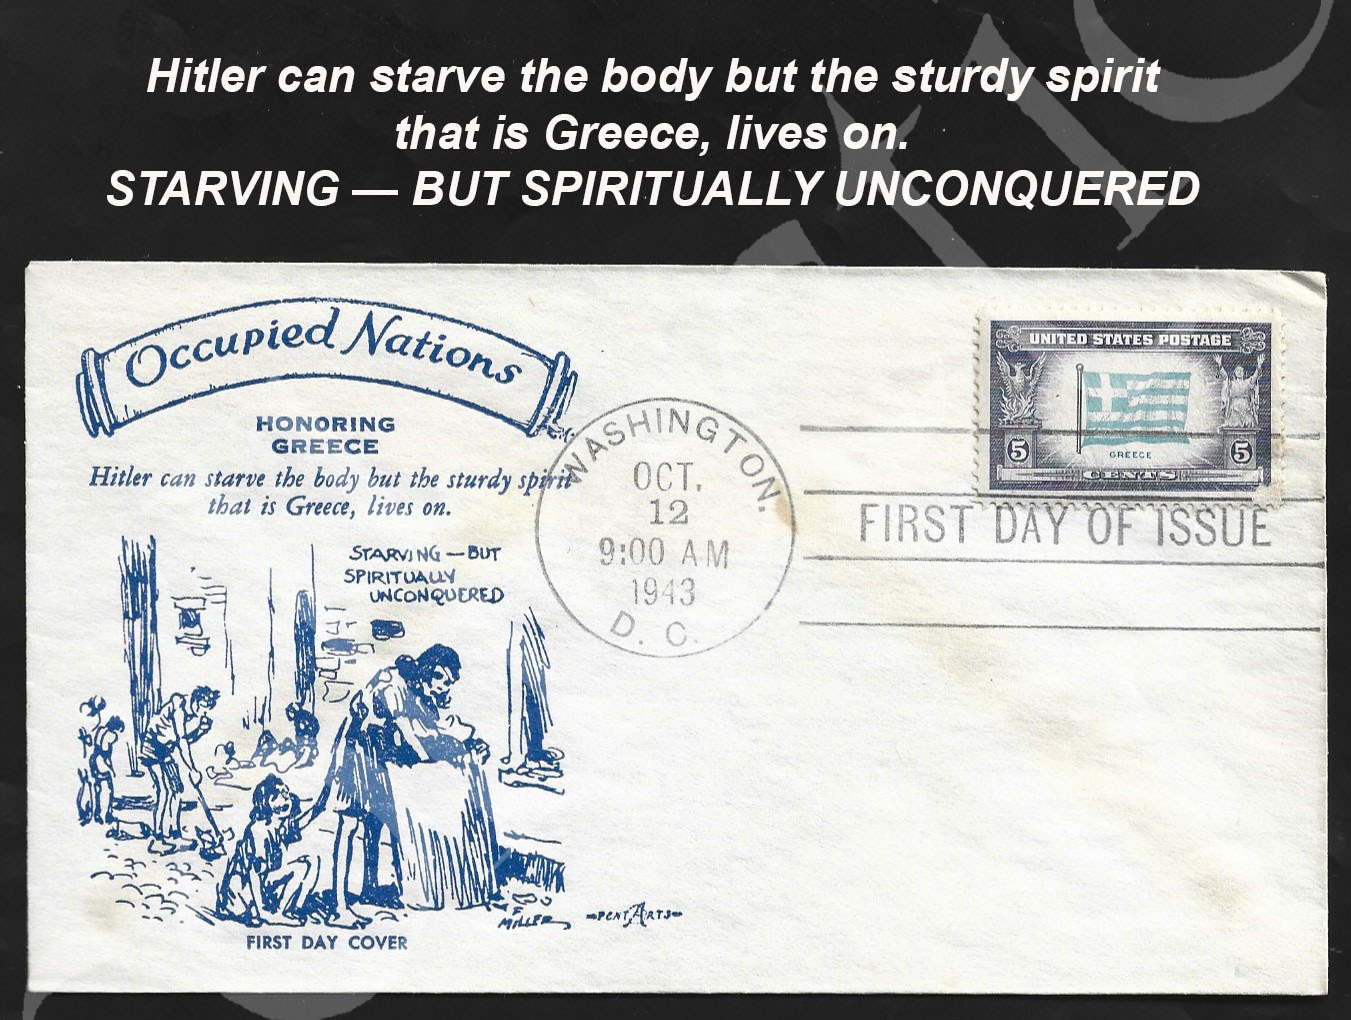 Hitler can starve the body but the sturdy spirit
that is Greece, lives on.
STARVING — BUT SPIRITUALLY UNCONQUERED
Occupied Nations
HONORING
GREECE
Hitler can starve the body but the sturdy spirit
that is Greece, lives on.
STARVING — BUT
SPIRITUALLY
UNCONQUERED
MILLER
PENT ARTS
FIRST DAY COVER
WASHINGTON.
OCT.
12
9:00 AM
1943
D. C.
UNITED STATES POSTAGE
GREECE
5 5
CENTS
FIRST DAY OF ISSUE